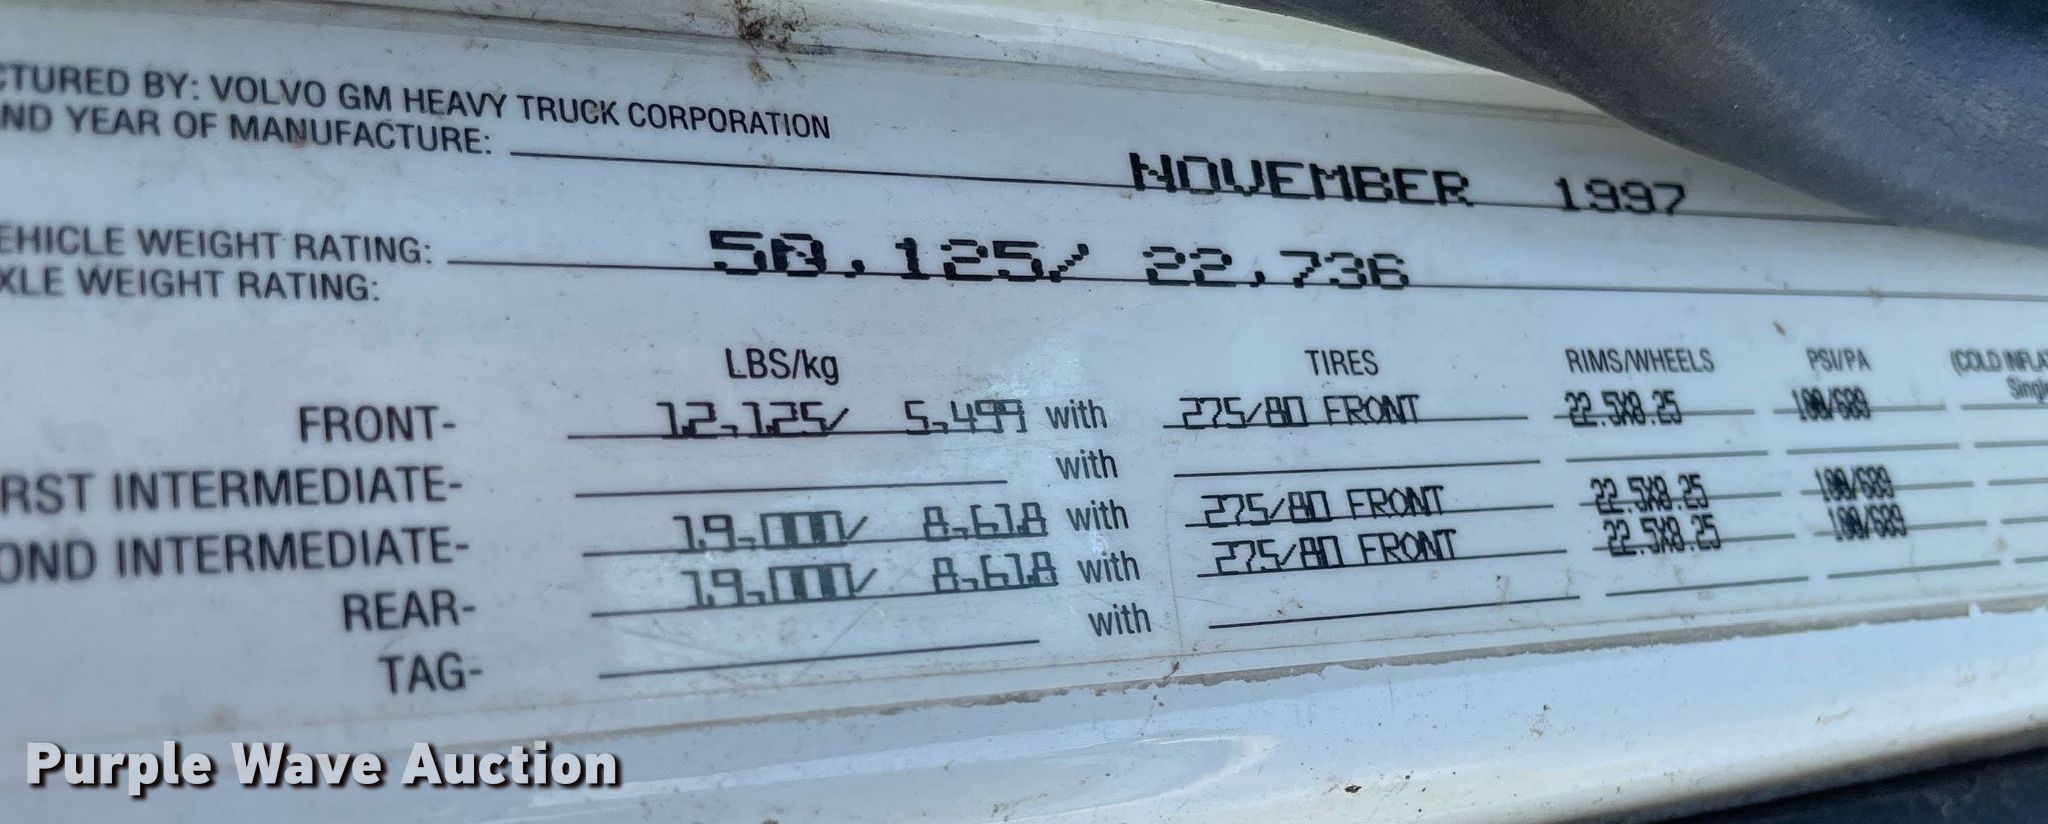 CTURED BY: VOLVO GM HEAVY TRUCK CORPORATION
ND YEAR OF MANUFACTURE: NOVEMBER 1997
EHICLE WEIGHT RATING: 50,125/ 22,736
XLE WEIGHT RATING:
LBS/kg TIRES RIMS/WHEELS PSI/PA (COLD INFLA
Single
FRONT- 12,125/ 5,499 with 275/80 FRONT 22.5X8.25 100/689
RST INTERMEDIATE- with
OND INTERMEDIATE- 19,000/ 8,618 with 275/80 FRONT 22.5X8.25 100/689
REAR- 19,000/ 8,618 with 275/80 FRONT 22.5X8.25 100/689
TAG- with
Purple Wave Auction